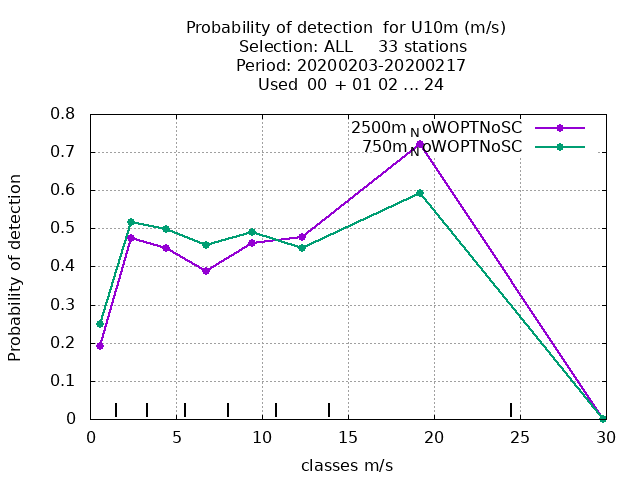 Probability of detection  for U10m (m/s)
Selection: ALL     33 stations
Period: 20200203-20200217
Used  00  + 01 02 ... 24
2500m NoWOPTNoSC
750m NoWOPTNoSC
Probability of detection
0.8
0.7
0.6
0.5
0.4
0.3
0.2
0.1
0
0 5 10 15 20 25 30
classes m/s